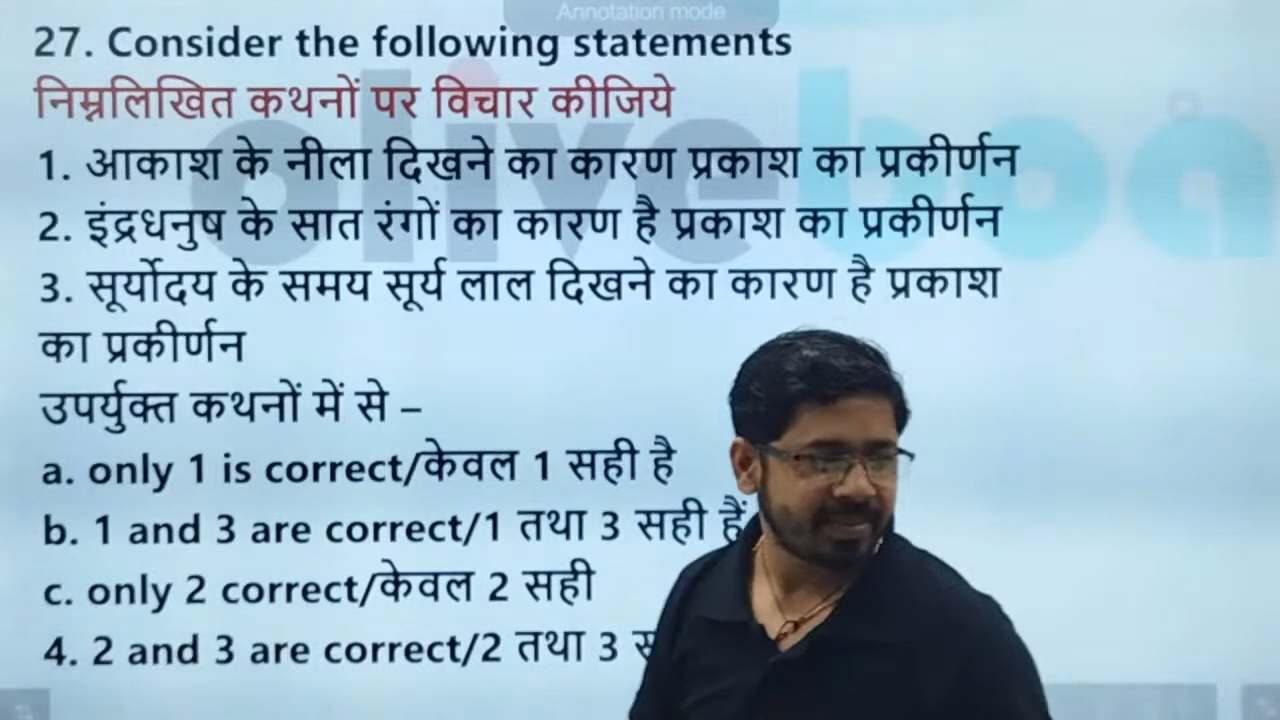 Annotation mode
27. Consider the following statements
निम्नलिखित कथनों पर विचार कीजिये
1. आकाश के नीला दिखने का कारण प्रकाश का प्रकीर्णन
2. इंद्रधनुष के सात रंगों का कारण है प्रकाश का प्रकीर्णन
3. सूर्योदय के समय सूर्य लाल दिखने का कारण है प्रकाश
का प्रकीर्णन
उपर्युक्त कथनों में से –
a. only 1 is correct/केवल 1 सही है
b. 1 and 3 are correct/1 तथा 3 सही हैं
c. only 2 correct/केवल 2 सही
4. 2 and 3 are correct/2 तथा 3